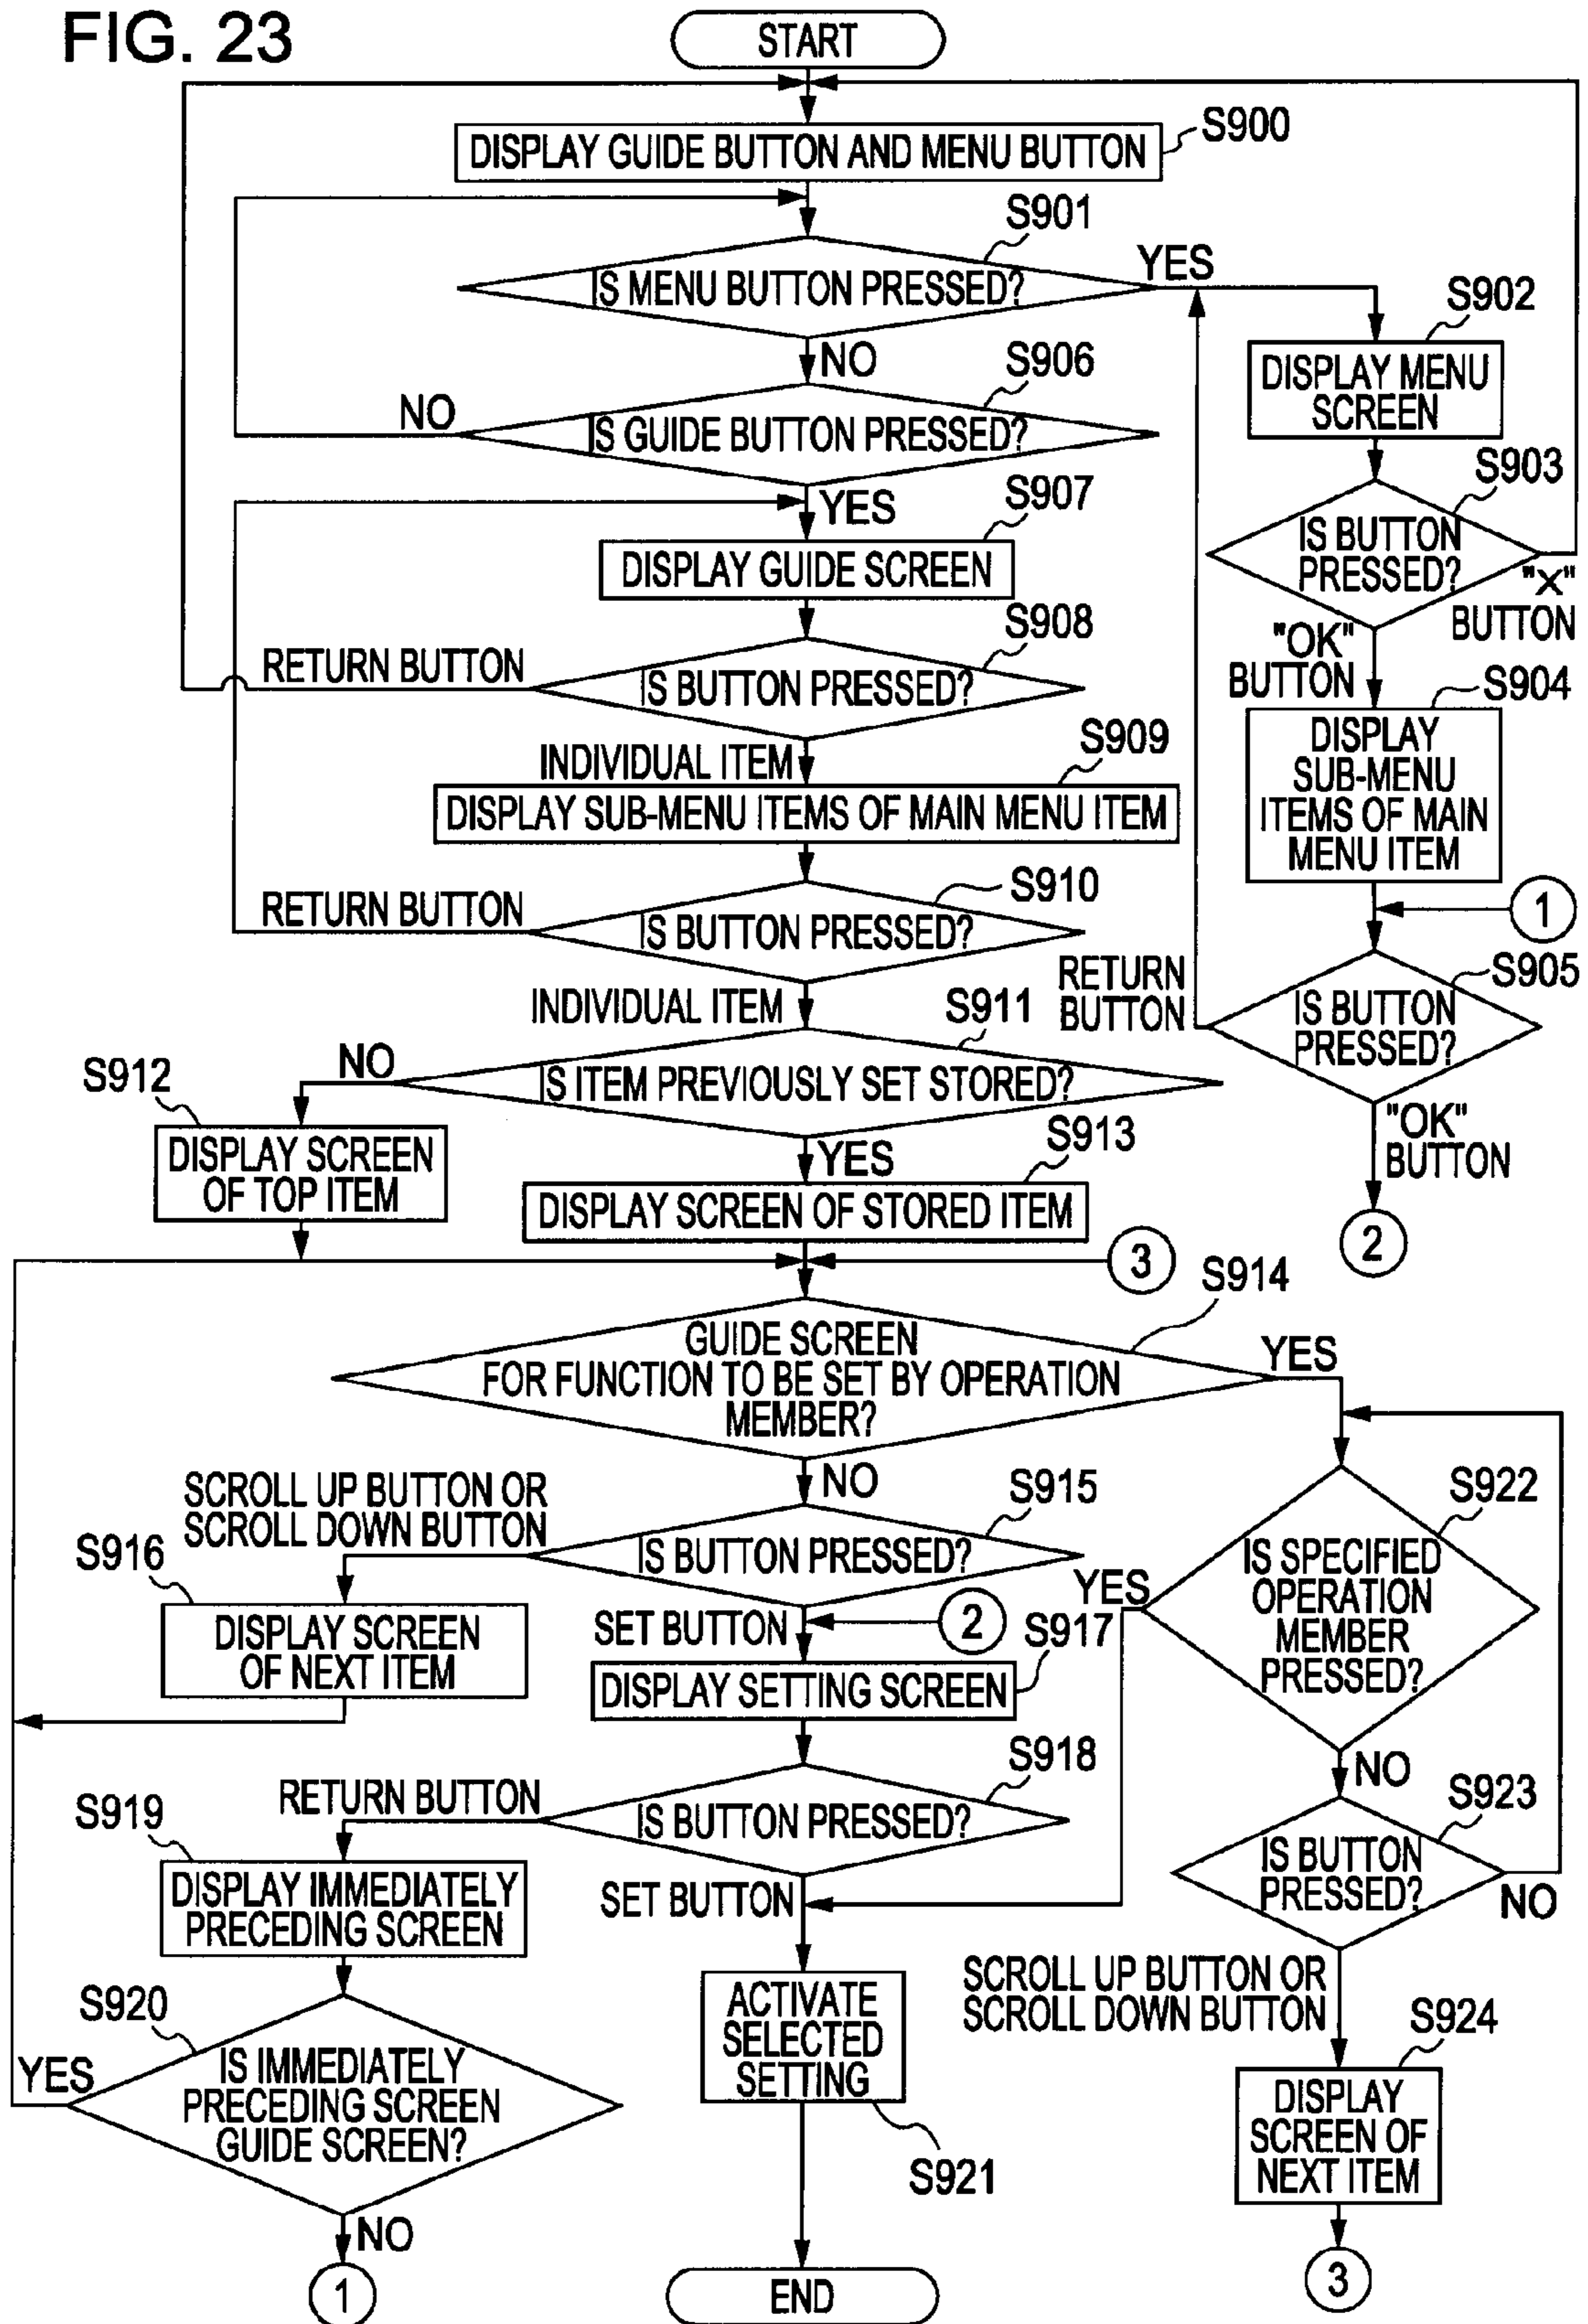 FIG. 23
START
DISPLAY GUIDE BUTTON AND MENU BUTTON
S900
S901
IS MENU BUTTON PRESSED?
YES
NO
S902
DISPLAY MENU
SCREEN
S906
IS GUIDE BUTTON PRESSED?
NO
YES
S903
IS BUTTON
PRESSED?
"X"
BUTTON
"OK"
BUTTON
S907
DISPLAY GUIDE SCREEN
S908
IS BUTTON PRESSED?
RETURN BUTTON
INDIVIDUAL ITEM
S904
DISPLAY
SUB-MENU
ITEMS OF MAIN
MENU ITEM
S909
DISPLAY SUB-MENU ITEMS OF MAIN MENU ITEM
S910
IS BUTTON PRESSED?
RETURN BUTTON
INDIVIDUAL ITEM
1
S905
IS BUTTON
PRESSED?
RETURN
BUTTON
"OK"
BUTTON
2
S911
IS ITEM PREVIOUSLY SET STORED?
NO
YES
S912
DISPLAY SCREEN
OF TOP ITEM
S913
DISPLAY SCREEN OF STORED ITEM
3
S914
GUIDE SCREEN
FOR FUNCTION TO BE SET BY OPERATION
MEMBER?
YES
NO
S915
IS BUTTON PRESSED?
SCROLL UP BUTTON OR
SCROLL DOWN BUTTON
S916
DISPLAY SCREEN
OF NEXT ITEM
SET BUTTON
2
S917
DISPLAY SETTING SCREEN
S922
IS SPECIFIED
OPERATION
MEMBER
PRESSED?
YES
NO
S918
IS BUTTON PRESSED?
RETURN BUTTON
SET BUTTON
S919
DISPLAY IMMEDIATELY
PRECEDING SCREEN
S923
IS BUTTON
PRESSED?
NO
SCROLL UP BUTTON OR
SCROLL DOWN BUTTON
S920
IS IMMEDIATELY
PRECEDING SCREEN
GUIDE SCREEN?
YES
NO
1
ACTIVATE
SELECTED
SETTING
S921
END
S924
DISPLAY
SCREEN OF
NEXT ITEM
3